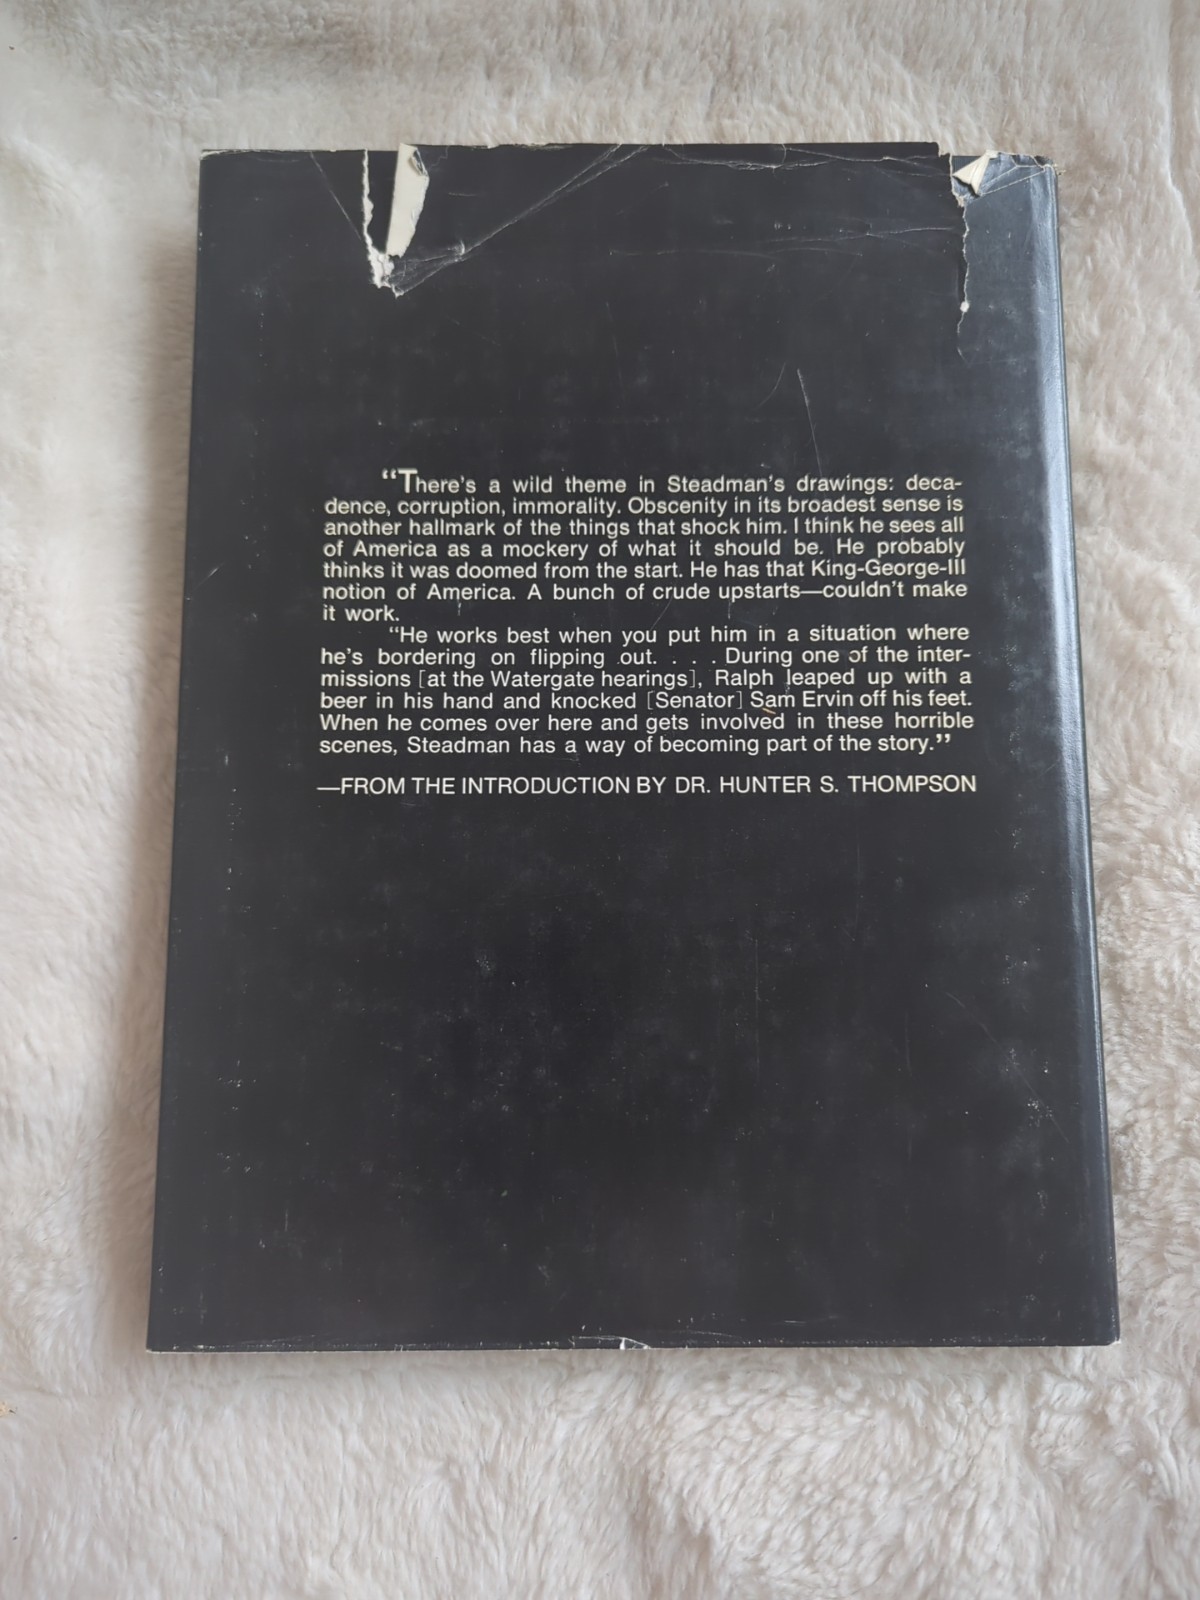 “There's a wild theme in Steadman's drawings: deca-
dence, corruption, immorality. Obscenity in its broadest sense is
another hallmark of the things that shock him. I think he sees all
of America as a mockery of what it should be. He probably
thinks it was doomed from the start. He has that King-George-III
notion of America. A bunch of crude upstarts—couldn't make
it work.
“He works best when you put him in a situation where
he's bordering on flipping out. . . . During one of the inter-
missions [at the Watergate hearings], Ralph leaped up with a
beer in his hand and knocked [Senator] Sam Ervin off his feet.
When he comes over here and gets involved in these horrible
scenes, Steadman has a way of becoming part of the story.”
—FROM THE INTRODUCTION BY DR. HUNTER S. THOMPSON